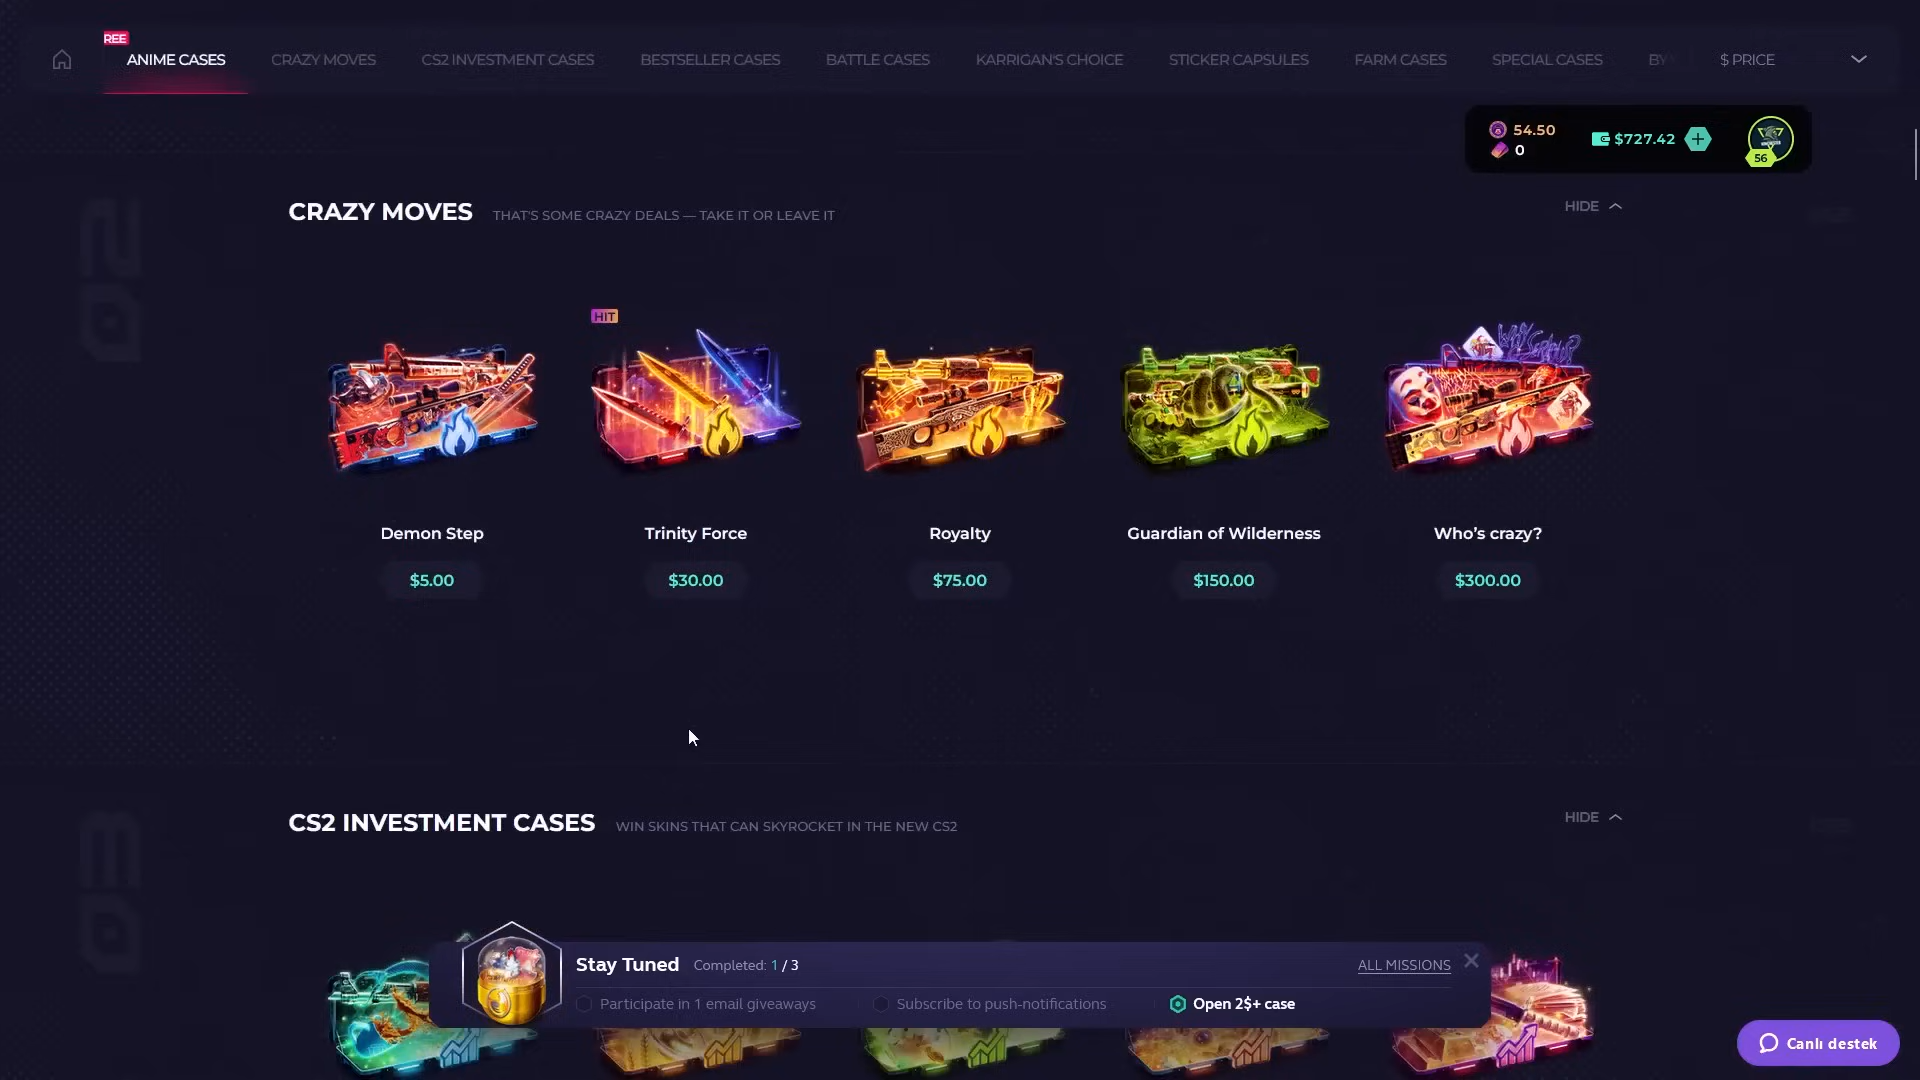 REE
ANIME CASES
CRAZY MOVES
CS2 INVESTMENT CASES
BESTSELLER CASES
BATTLE CASES
KARRIGAN'S CHOICE
STICKER CAPSULES
FARM CASES
SPECIAL CASES
BY
$ PRICE
54.50
0
$727.42
56
02
CRAZY MOVES
THAT'S SOME CRAZY DEALS — TAKE IT OR LEAVE IT
HIDE
HIT
Demon Step
Trinity Force
Royalty
Guardian of Wilderness
Who's crazy?
$5.00
$30.00
$75.00
$150.00
$300.00
03
CS2 INVESTMENT CASES
WIN SKINS THAT CAN SKYROCKET IN THE NEW CS2
HIDE
Stay Tuned
Completed: 1 / 3
ALL MISSIONS
Participate in 1 email giveaways
Subscribe to push-notifications
Open 2$+ case
Canlı destek